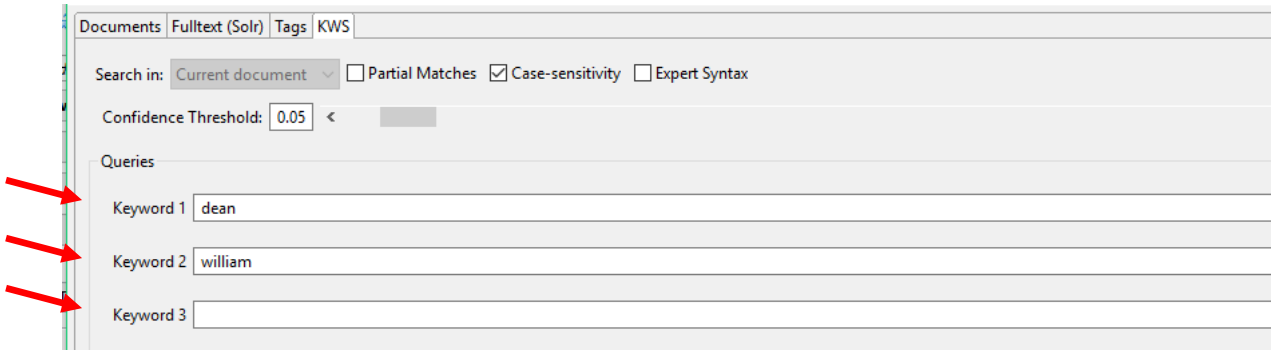 Documents Fulltext (Solr) Tags KWS
Search in: Current document Partial Matches Case-sensitivity Expert Syntax
Confidence Threshold: 0.05 <
Queries
Keyword 1 dean
Keyword 2 william
Keyword 3